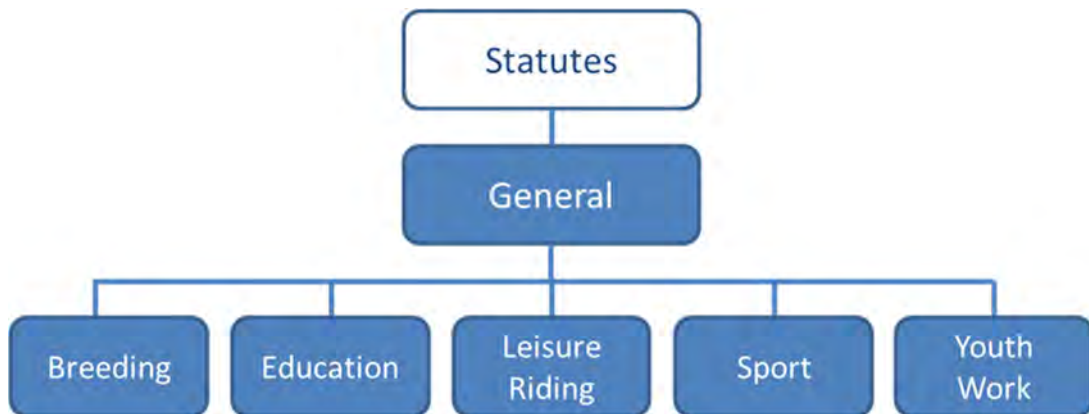 Statutes
General
Breeding
Education
Leisure
Riding
Sport
Youth
Work